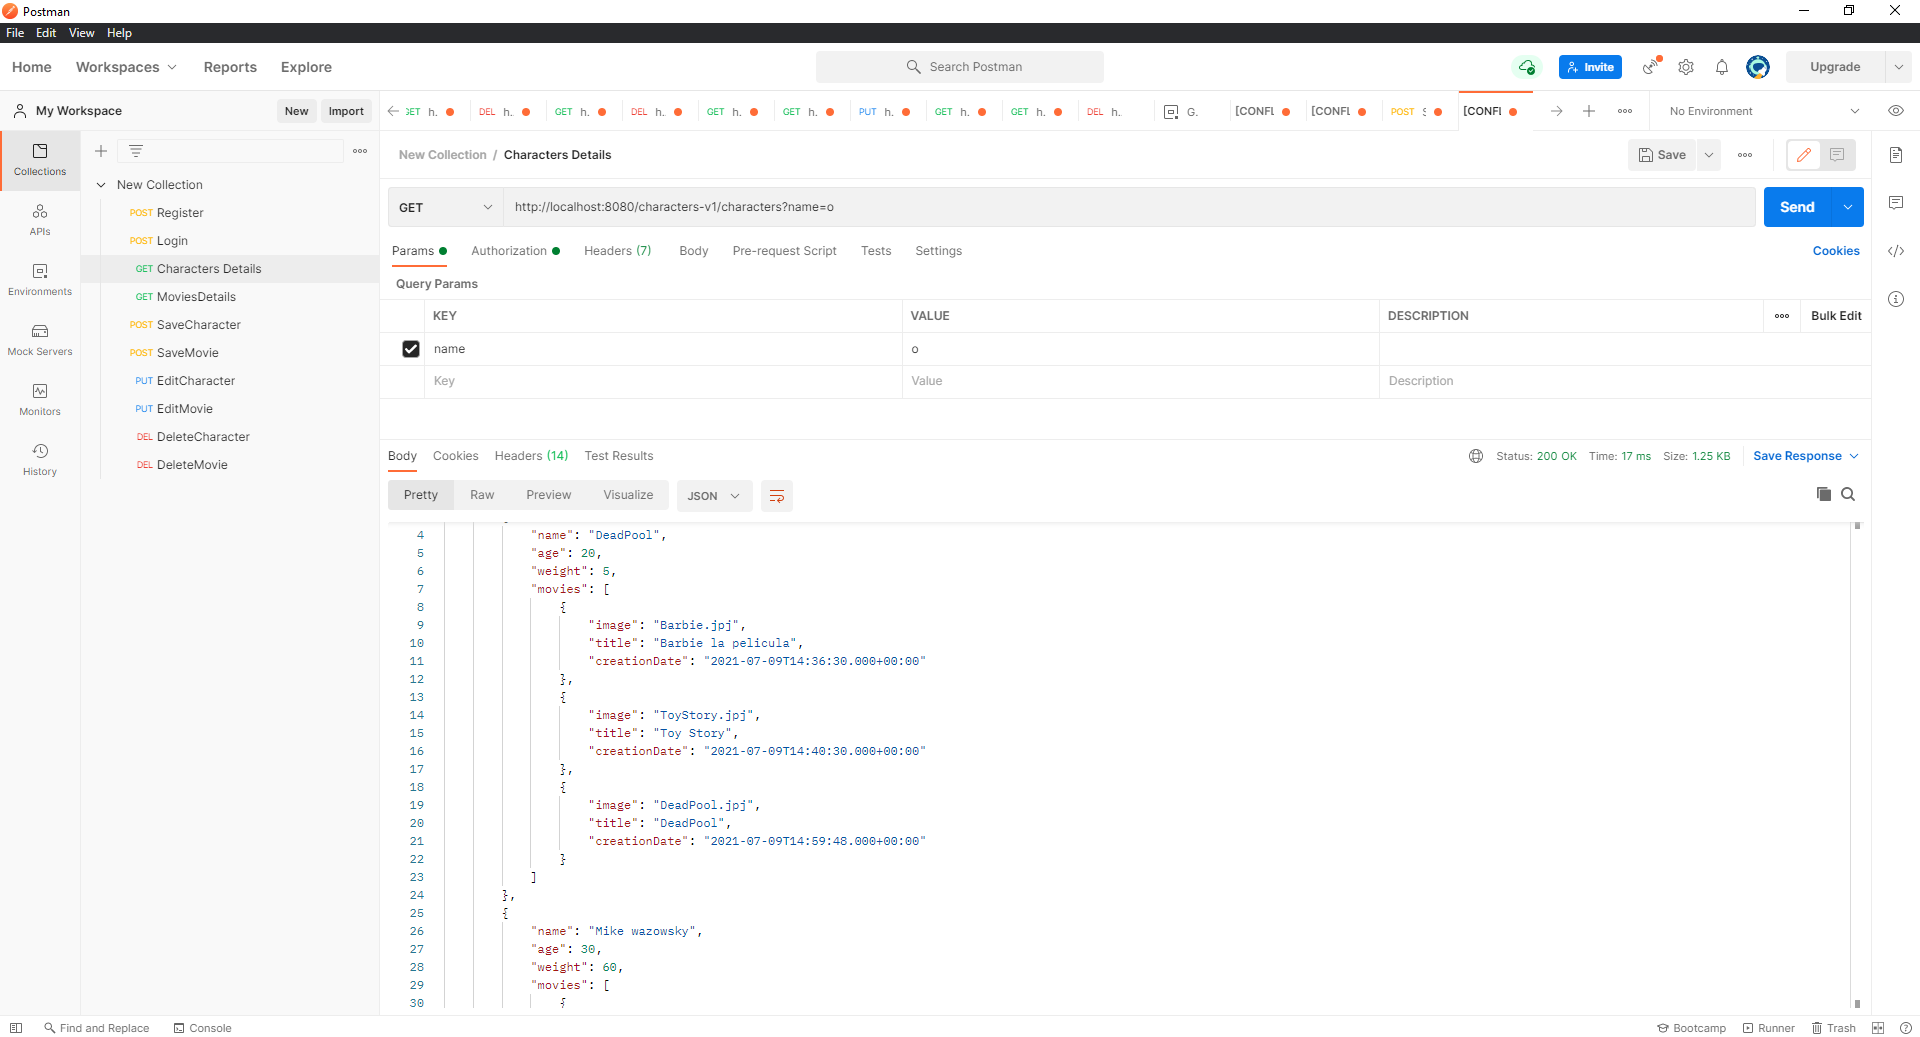 Postman
File Edit View Help
Home Workspaces Reports Explore Search Postman Invite Upgrade
My Workspace New Import GET h. DEL h. GET h. DEL h. GET h. GET h. PUT h. GET h. GET h. DEL h. G. [CONFL [CONFL POST S [CONFL No Environment
New Collection / Characters Details Save
Collections
APIs
Environments
Mock Servers
Monitors
History
New Collection
POST Register
POST Login
GET Characters Details
GET MoviesDetails
POST SaveCharacter
POST SaveMovie
PUT EditCharacter
PUT EditMovie
DEL DeleteCharacter
DEL DeleteMovie
GET http://localhost:8080/characters-v1/characters?name=o Send
Params Authorization Headers (7) Body Pre-request Script Tests Settings Cookies
Query Params
KEY VALUE DESCRIPTION Bulk Edit
name o
Key Value Description
Body Cookies Headers (14) Test Results Status: 200 OK Time: 17 ms Size: 1.25 KB Save Response
Pretty Raw Preview Visualize JSON
4 "name": "DeadPool",
5 "age": 20,
6 "weight": 5,
7 "movies": [
8 {
9 "image": "Barbie.jpj",
10 "title": "Barbie la pelicula",
11 "creationDate": "2021-07-09T14:36:30.000+00:00"
12 },
13 {
14 "image": "ToyStory.jpj",
15 "title": "Toy Story",
16 "creationDate": "2021-07-09T14:40:30.000+00:00"
17 },
18 {
19 "image": "DeadPool.jpj",
20 "title": "DeadPool",
21 "creationDate": "2021-07-09T14:59:48.000+00:00"
22 }
23 ]
24 },
25 {
26 "name": "Mike wazowsky",
27 "age": 30,
28 "weight": 60,
29 "movies": [
30 {
Find and Replace Console Bootcamp Runner Trash